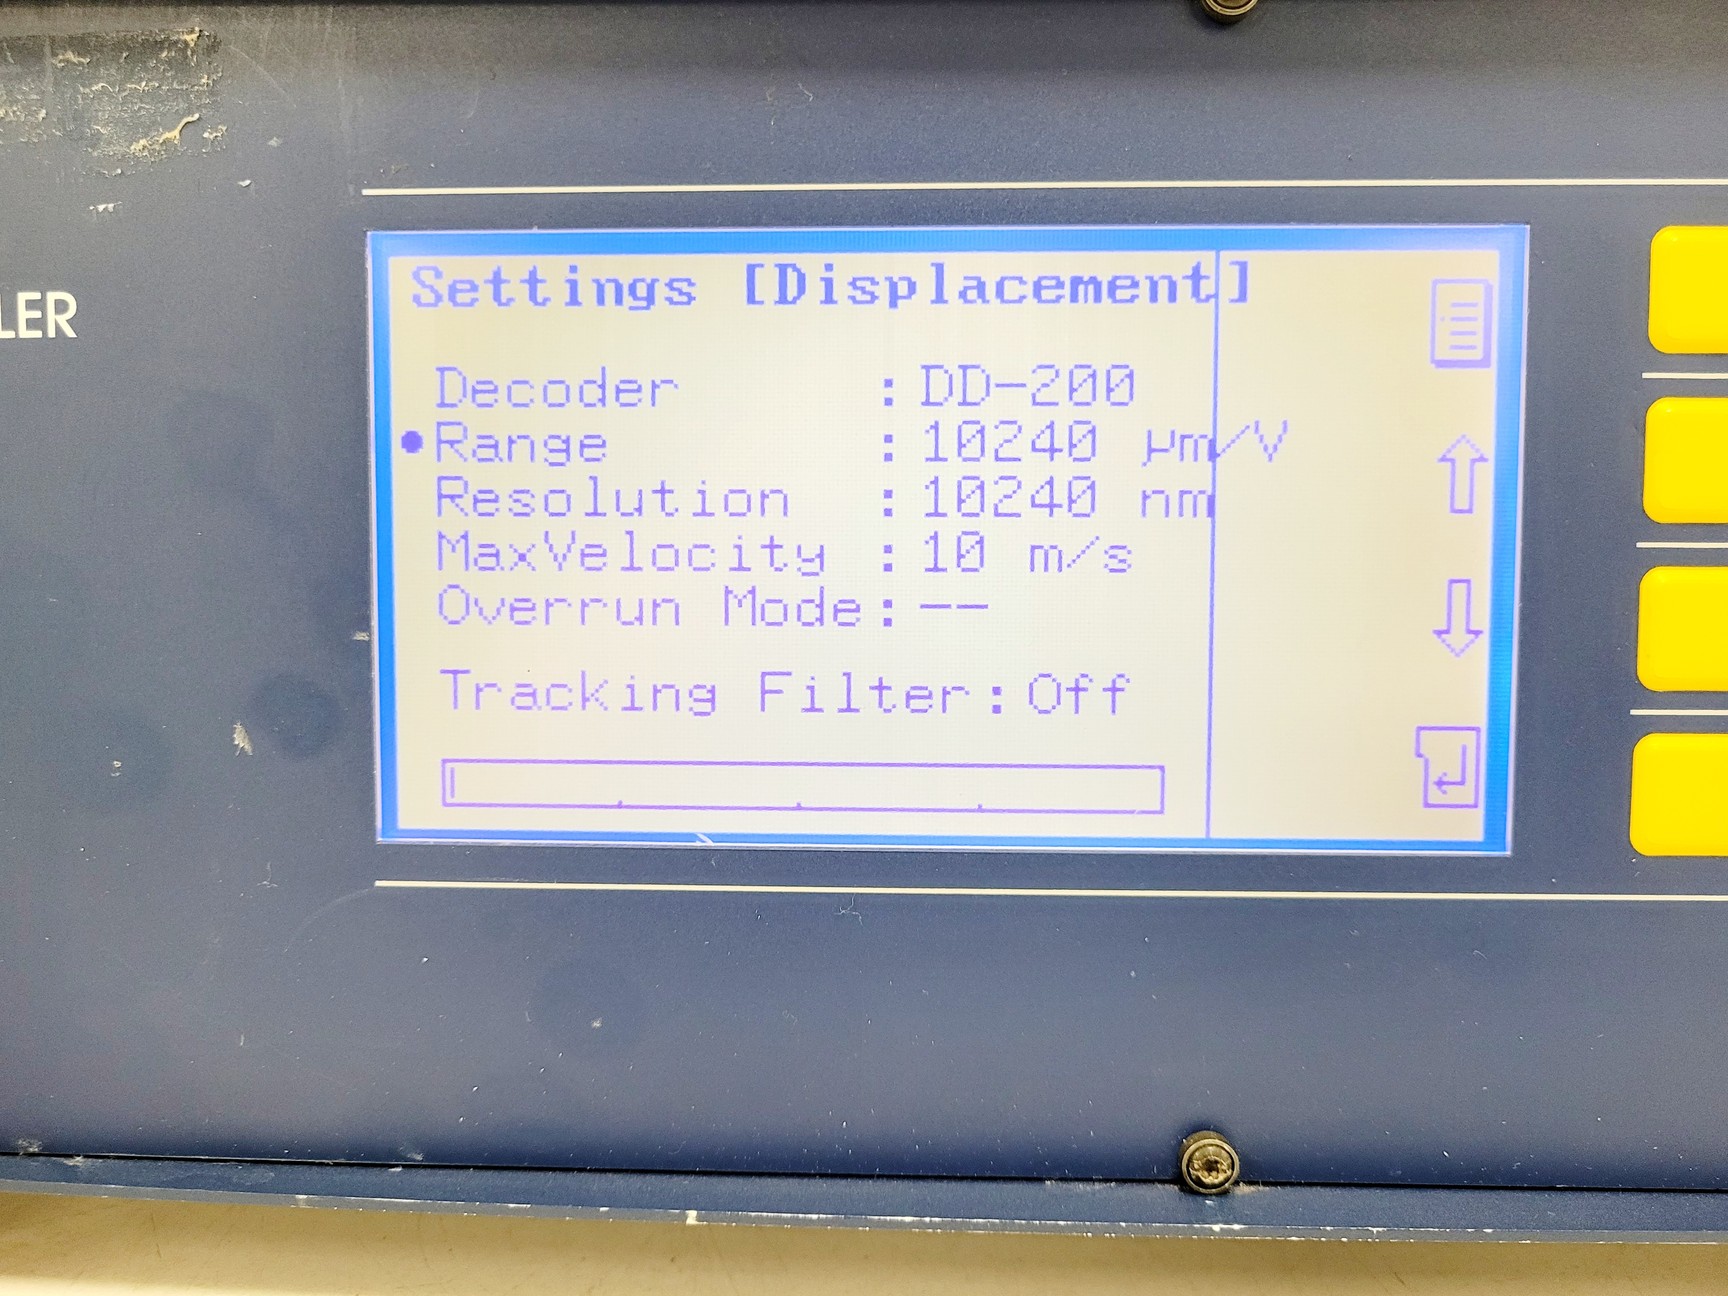 LER
Settings [Displacement]
Decoder : DD-200
Range : 10240 µm/V
Resolution : 10240 nm
MaxVelocity : 10 m/s
Overrun Mode: --
Tracking Filter: Off